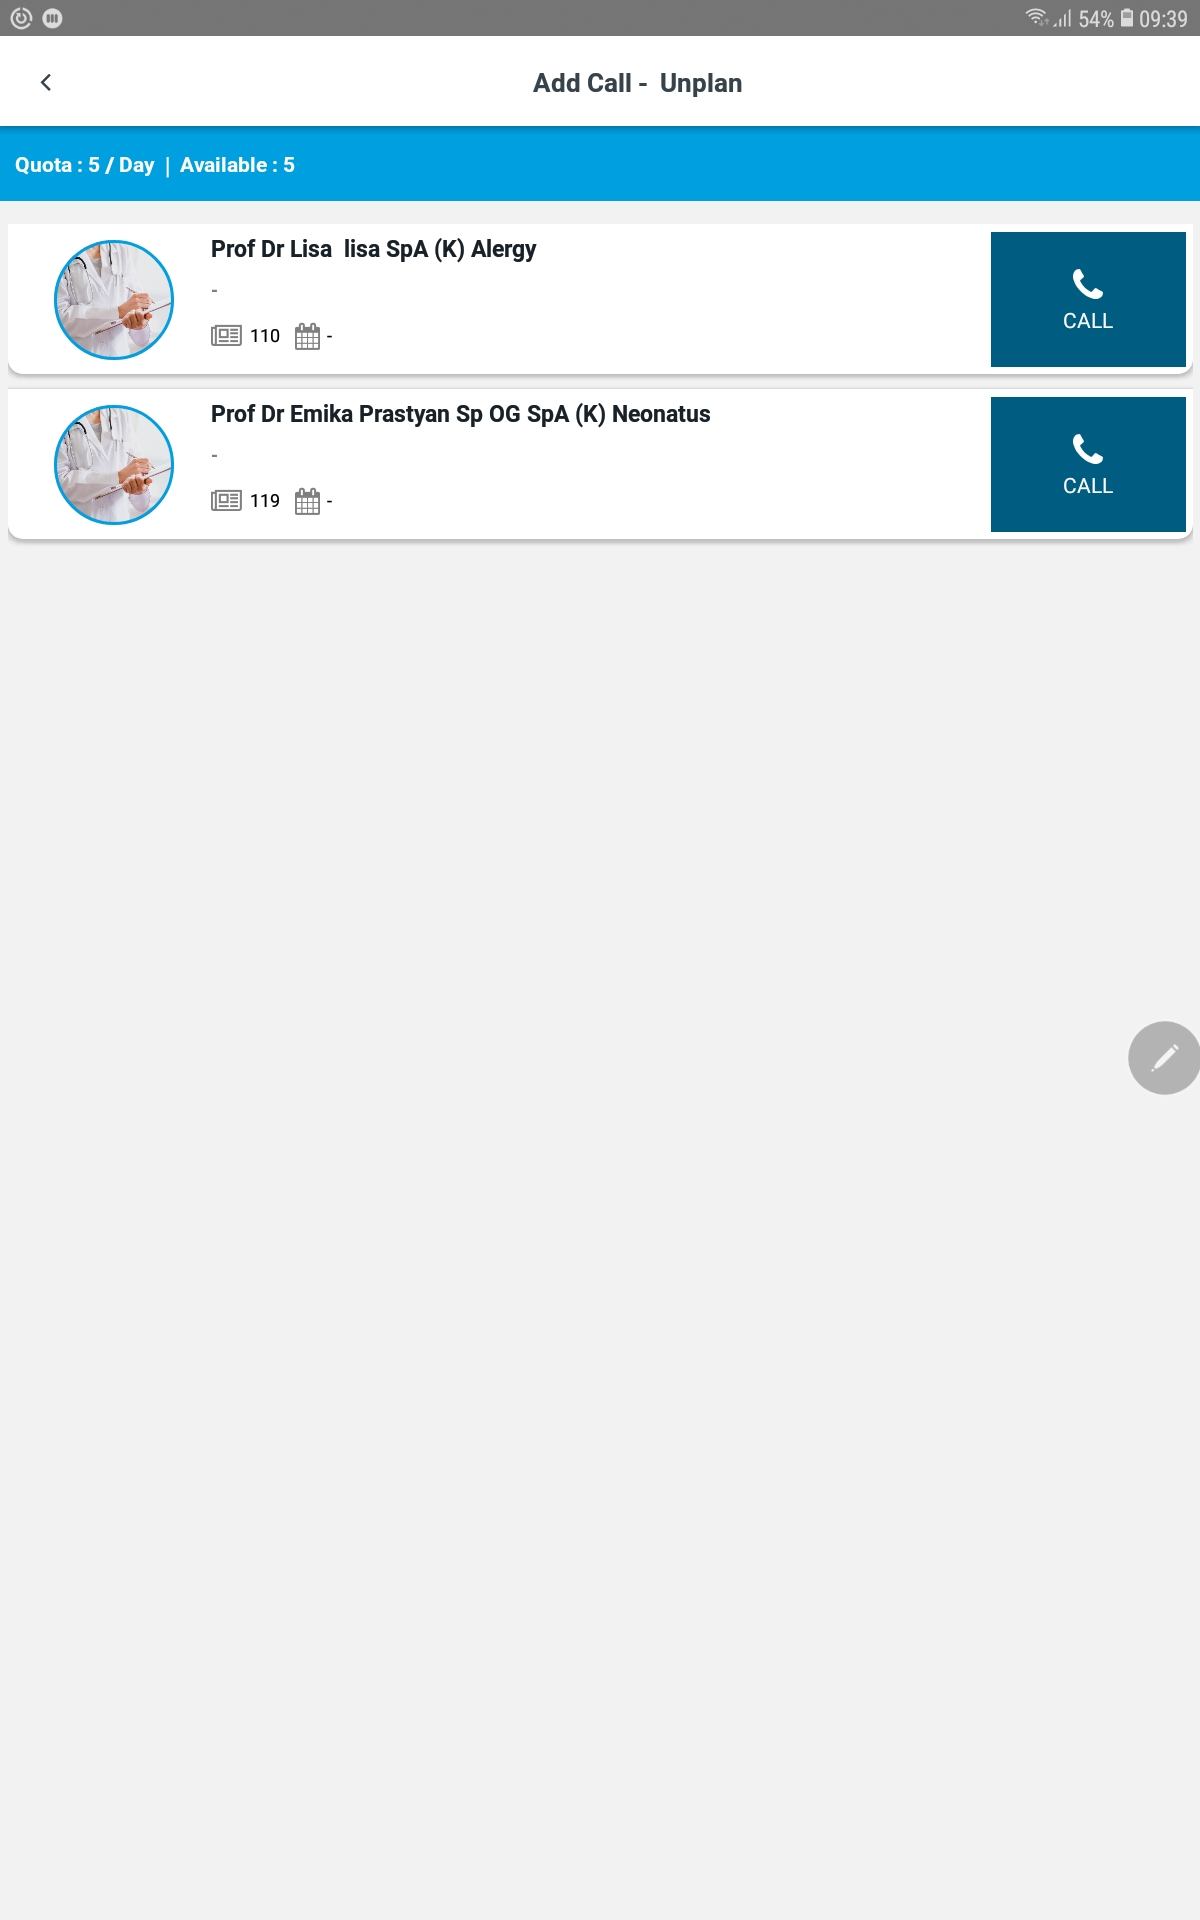 54% 09:39
Add Call -  Unplan
Quota : 5 / Day  |  Available : 5
Prof Dr Lisa  lisa SpA (K) Alergy
-
110 -
CALL
Prof Dr Emika Prastyan Sp OG SpA (K) Neonatus
-
119 -
CALL